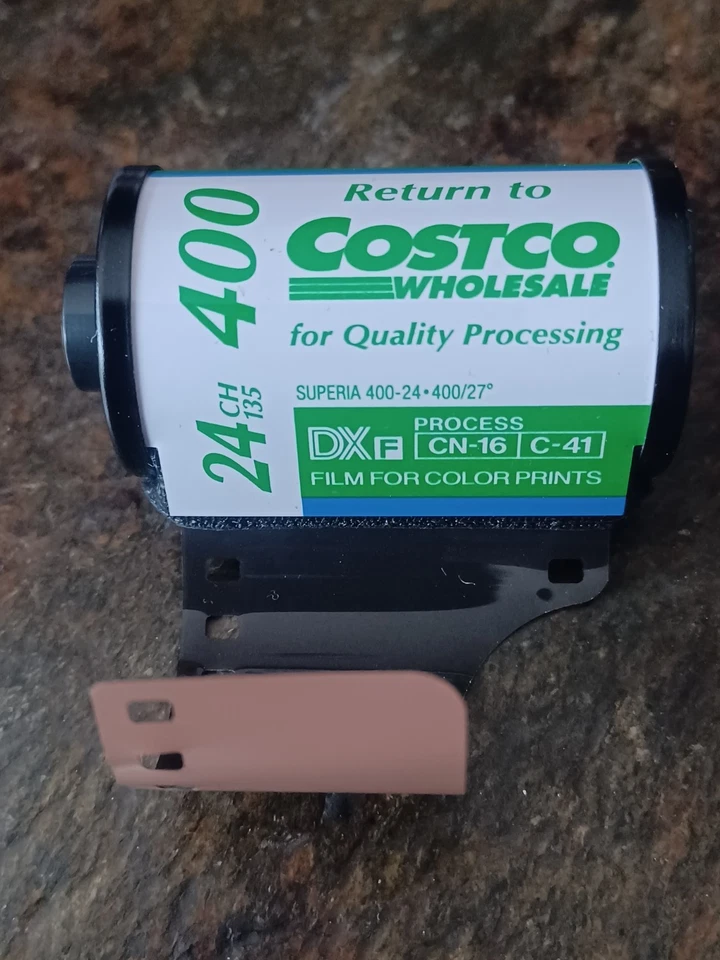 400
24 CH
135
Return to
COSTCO
WHOLESALE
for Quality Processing
SUPERIA 400-24•400/27°
DX F
PROCESS
CN-16 C-41
FILM FOR COLOR PRINTS